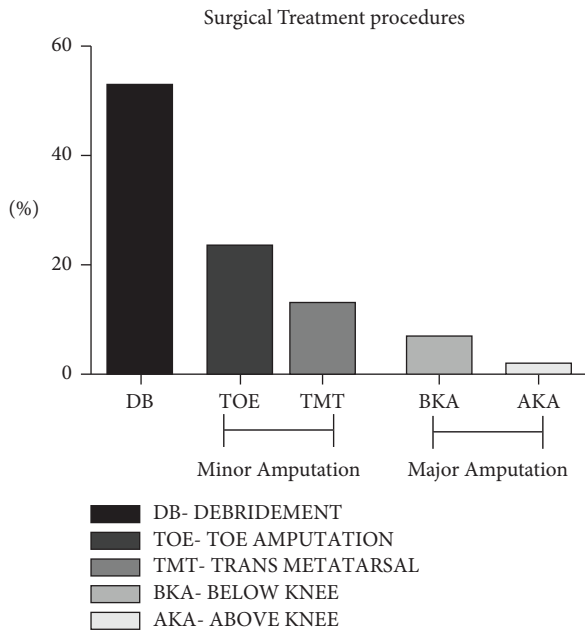 Surgical Treatment procedures
60
40
(%)
20
0
DB TOE TMT BKA AKA
Minor Amputation Major Amputation
DB- DEBRIDEMENT
TOE- TOE AMPUTATION
TMT- TRANS METATARSAL
BKA- BELOW KNEE
AKA- ABOVE KNEE